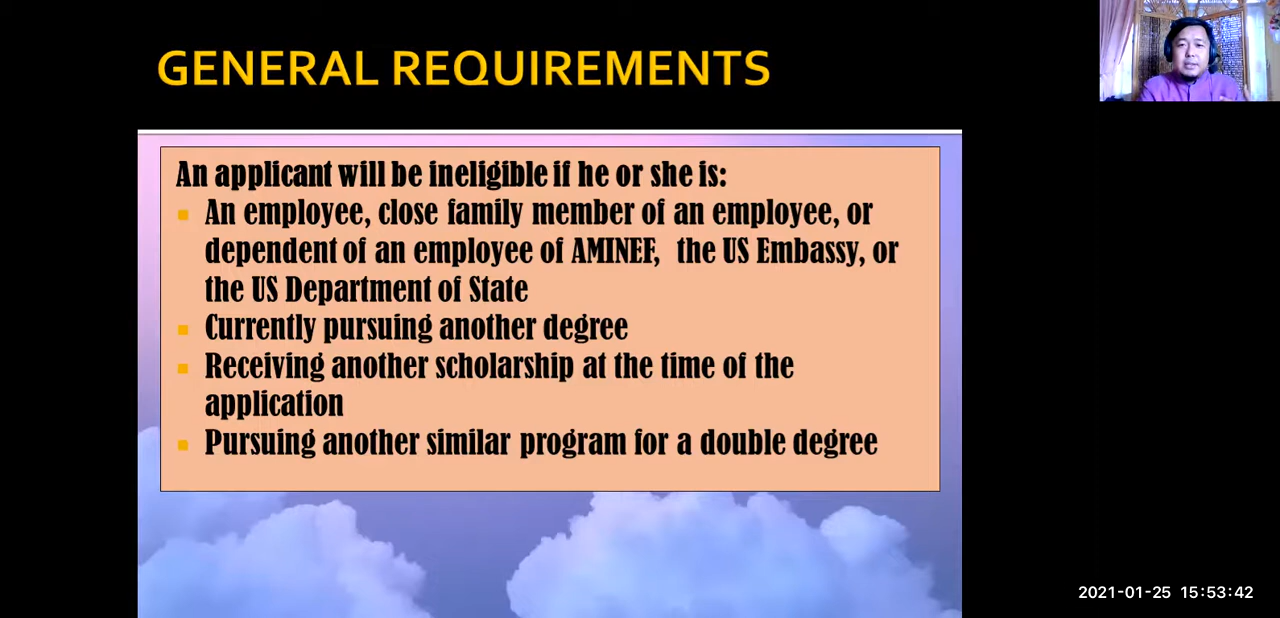 GENERAL REQUIREMENTS
An applicant will be ineligible if he or she is:
An employee, close family member of an employee, or
dependent of an employee of AMINEF, the US Embassy, or
the US Department of State
Currently pursuing another degree
Receiving another scholarship at the time of the
application
Pursuing another similar program for a double degree
2021-01-25 15:53:42